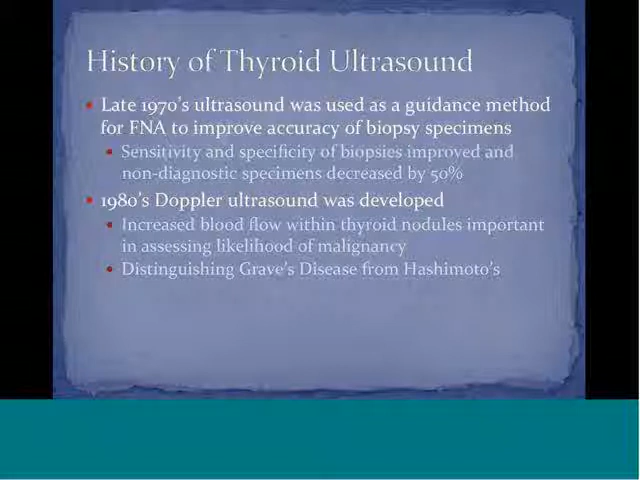 History of Thyroid Ultrasound
Late 1970's ultrasound was used as a guidance method
for FNA to improve accuracy of biopsy specimens
Sensitivity and specificity of biopsies improved and
non-diagnostic specimens decreased by 50%
1980's Doppler ultrasound was developed
Increased blood flow within thyroid nodules important
in assessing likelihood of malignancy
Distinguishing Grave's Disease from Hashimoto's